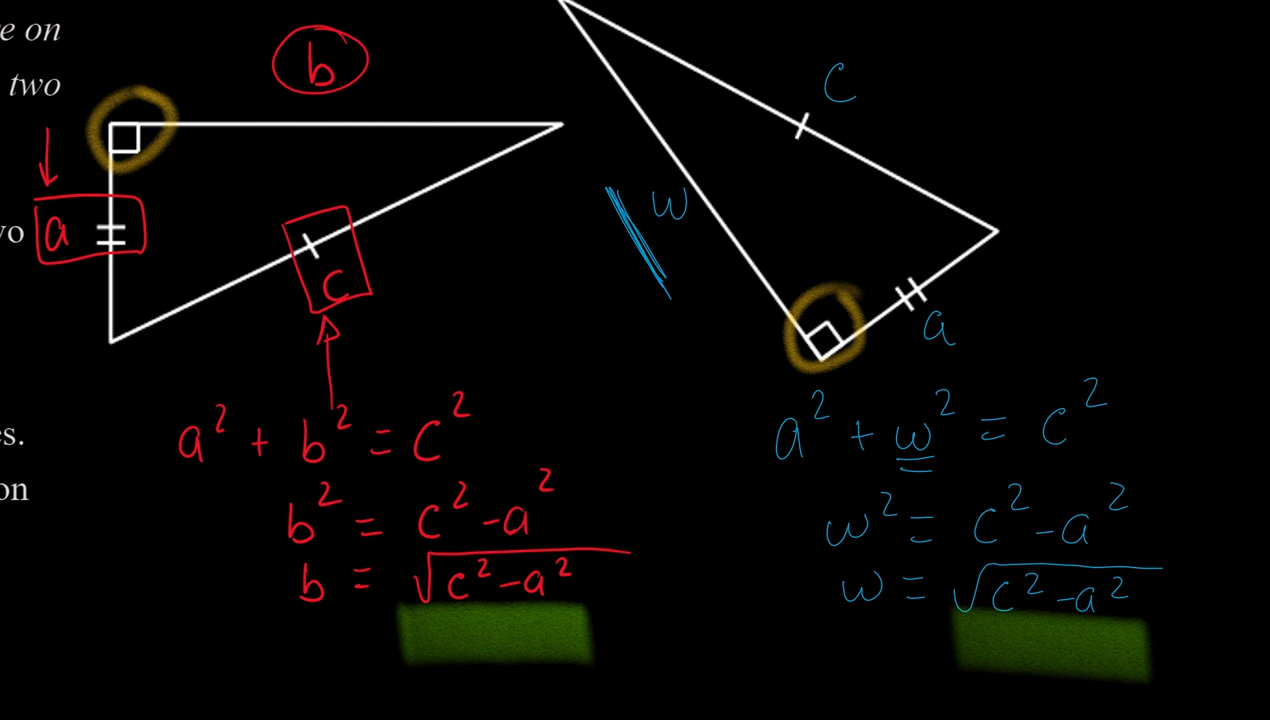 e on
two
b
a
c
wo
c
w
a
a² + b² = c²
b² = c² - a²
b = √(c² - a²)
a² + w² = c²
w² = c² - a²
w = √(c² - a²)
es.
on